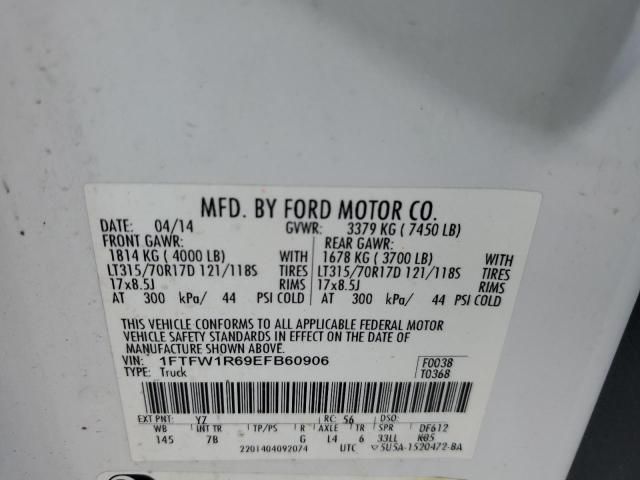 MFD. BY FORD MOTOR CO.
DATE: 04/14 GVWR: 3379 KG ( 7450 LB)
FRONT GAWR: REAR GAWR:
1814 KG ( 4000 LB) WITH 1678 KG ( 3700 LB) WITH
LT315/70R17D 121/118S TIRES LT315/70R17D 121/118S TIRES
17x8.5J RIMS 17x8.5J RIMS
AT 300 kPa/ 44 PSI COLD AT 300 kPa/ 44 PSI COLD
THIS VEHICLE CONFORMS TO ALL APPLICABLE FEDERAL MOTOR
VEHICLE SAFETY STANDARDS IN EFFECT ON THE DATE OF
MANUFACTURE SHOWN ABOVE.
VIN: 1FTFW1R69EFB60906 F0038
TYPE: Truck T0368
EXT PNT: YZ RC: 56 DSO:
WB INT TR TP/PS R AXLE TR SPR DF612
145 7B G L4 6 33LL K05
2201404092074 UTC 5U5A-1520472-BA